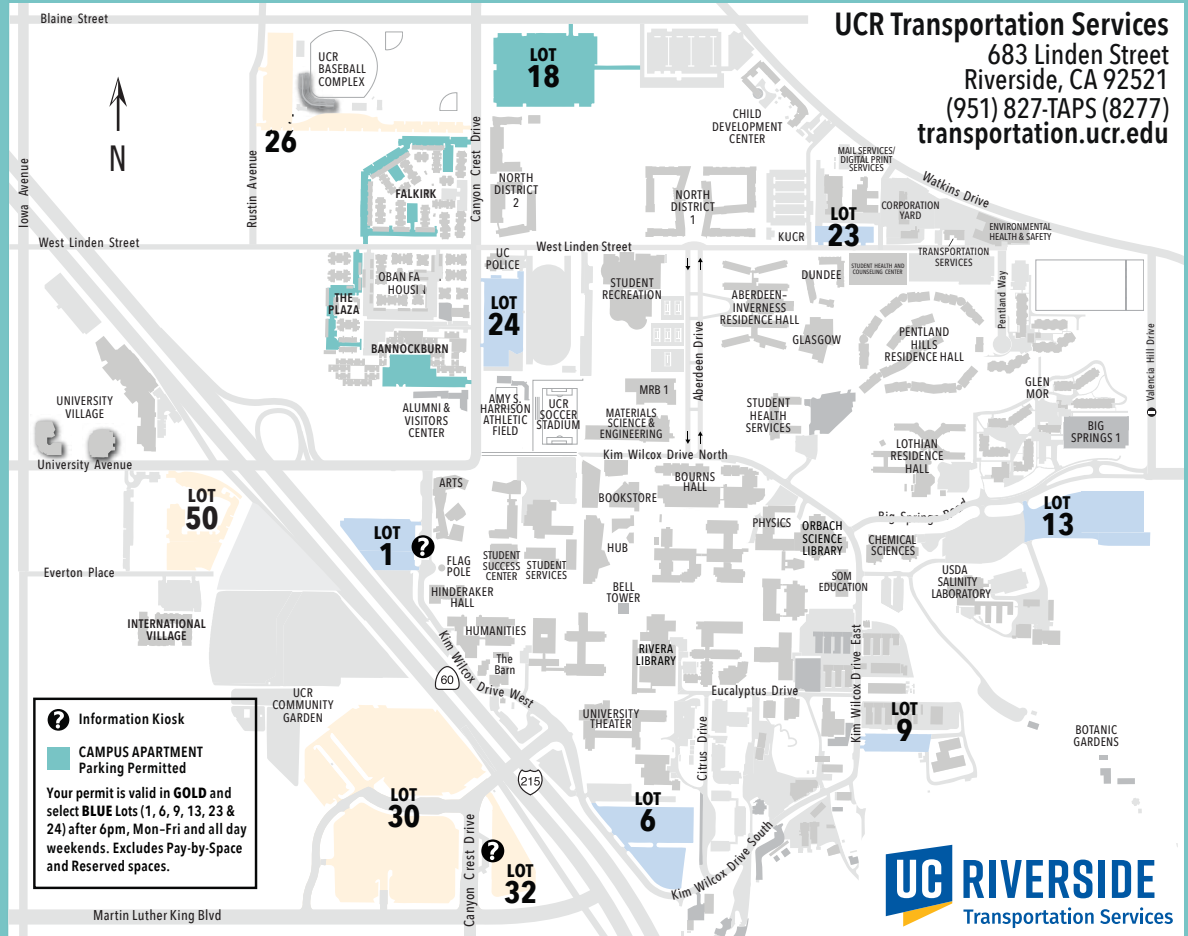 Blaine Street
UCR Transportation Services
683 Linden Street
Riverside, CA 92521
(951) 827-TAPS (8277)
transportation.ucr.edu
UCR
BASEBALL
COMPLEX
LOT
18
26
N
CHILD
DEVELOPMENT
CENTER
MAIL SERVICES/
DIGITAL PRINT
SERVICES
Watkins Drive
Iowa Avenue
Rustin Avenue
Canyon Crest Drive
FALKIRK
NORTH
DISTRICT
2
NORTH
DISTRICT
1
LOT
23
CORPORATION
YARD
KUCR
ENVIRONMENTAL
HEALTH & SAFETY
West Linden Street
West Linden Street
TRANSPORTATION
SERVICES
UC
POLICE
OBAN FA
HOUSI
THE
PLAZA
LOT
24
STUDENT
RECREATION
DUNDEE
STUDENT HEALTH AND
COUNSELING CENTER
ABERDEEN-
INVERNESS
RESIDENCE HALL
Pentland Way
GLASGOW
PENTLAND
HILLS
RESIDENCE HALL
BANNOCKBURN
Aberdeen Drive
Valencia Hill Drive
UNIVERSITY
VILLAGE
ALUMNI &
VISITORS
CENTER
AMY S.
HARRISON
ATHLETIC
FIELD
UCR
SOCCER
STADIUM
MRB 1
MATERIALS
SCIENCE &
ENGINEERING
STUDENT
HEALTH
SERVICES
GLEN
MOR
BIG
SPRINGS 1
LOTHIAN
RESIDENCE
HALL
University Avenue
Kim Wilcox Drive North
ARTS
BOURNS
HALL
BOOKSTORE
LOT
50
LOT
1
?
PHYSICS
ORBACH
SCIENCE
LIBRARY
Big Springs
LOT
13
CHEMICAL
SCIENCES
HUB
FLAG
POLE
STUDENT
SUCCESS
CENTER
STUDENT
SERVICES
Everton Place
HINDERAKER
HALL
BELL
TOWER
SOM
EDUCATION
USDA
SALINITY
LABORATORY
INTERNATIONAL
VILLAGE
HUMANITIES
The
Barn
RIVERA
LIBRARY
Kim Wilcox Drive West
60
Kim Wilcox Drive East
Eucalyptus Drive
UCR
COMMUNITY
GARDEN
UNIVERSITY
THEATER
Citrus Drive
LOT
9
BOTANIC
GARDENS
? Information Kiosk
CAMPUS APARTMENT
Parking Permitted
Your permit is valid in GOLD and
select BLUE Lots (1, 6, 9, 13, 23 &
24) after 6pm, Mon–Fri and all day
weekends. Excludes Pay-by-Space
and Reserved spaces.
215
LOT
30
LOT
6
Canyon Crest Drive
?
LOT
32
Kim Wilcox Drive South
Martin Luther King Blvd
UC RIVERSIDE
Transportation Services